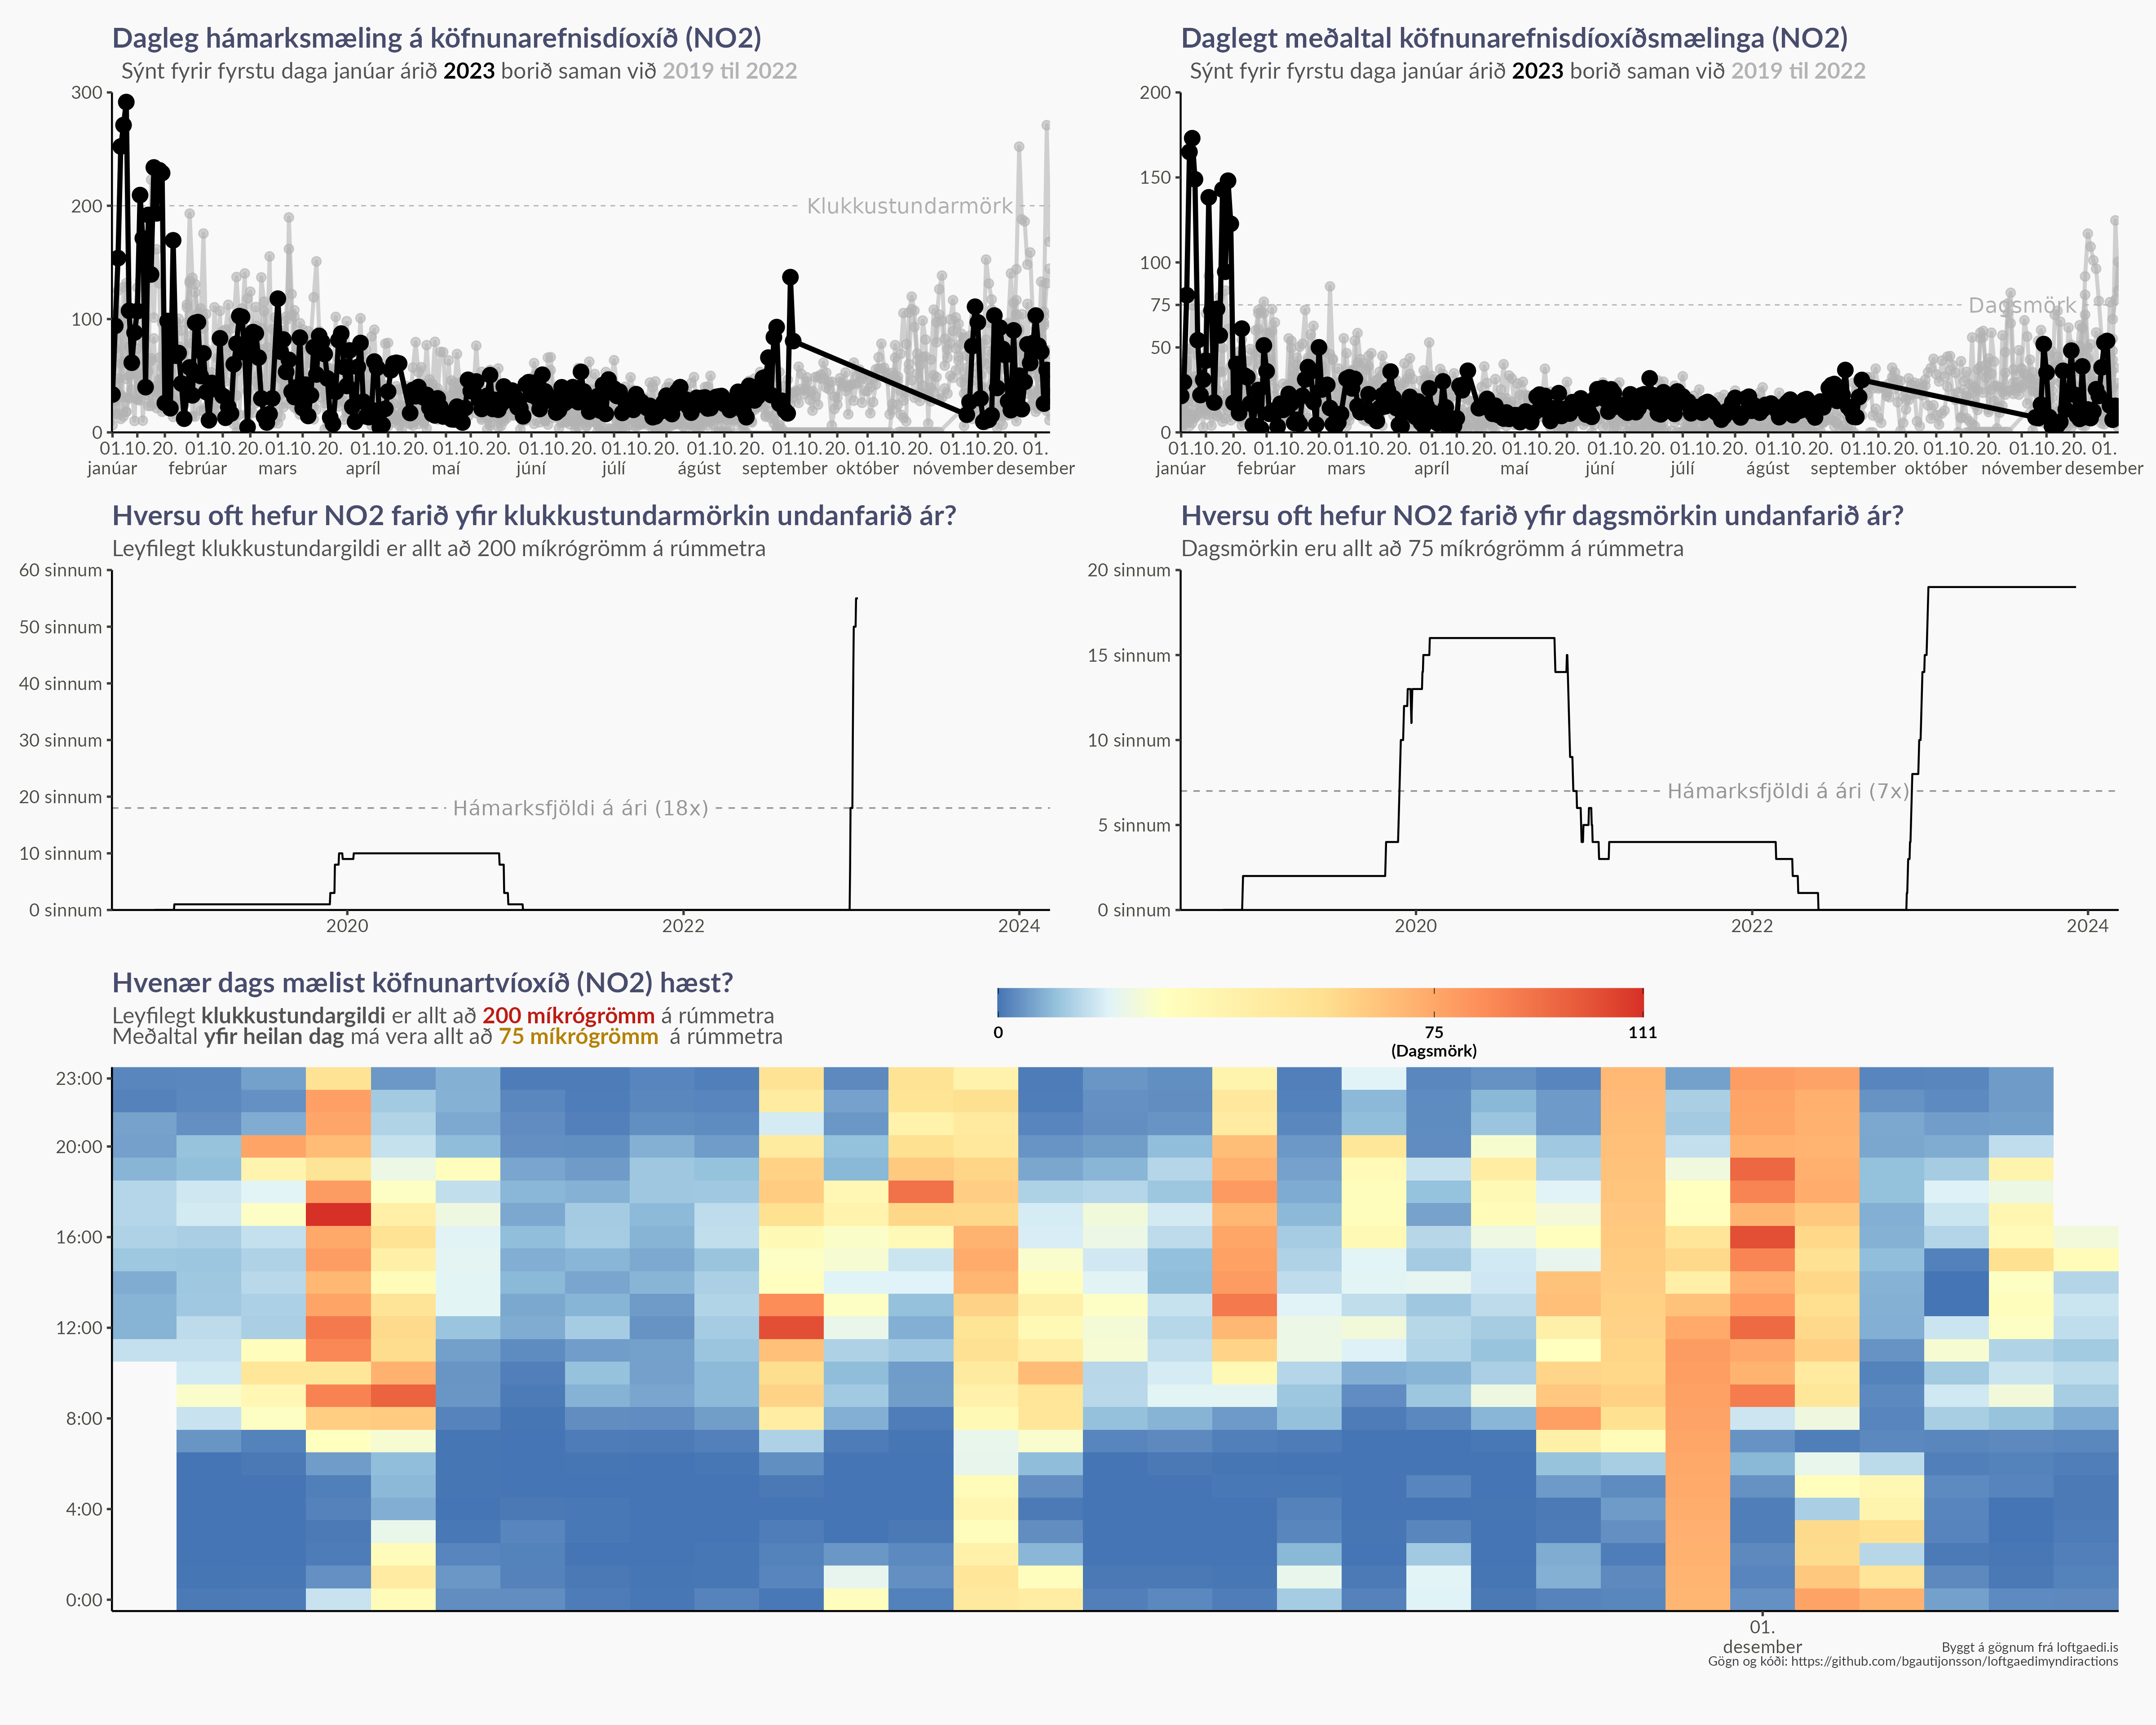 Dagleg hámarksmæling á köfnunarefnisdíoxíð (NO2)
Sýnt fyrir fyrstu daga janúar árið 2023 borið saman við 2019 til 2022
300
200
100
0
Klukkustundarmörk
01.10.20. 01.10.20. 01.10.20. 01.10.20. 01.10.20. 01.10.20. 01.10.20. 01.10.20. 01.10.20. 01.10.20. 01.10.20. 01.
janúar febrúar mars apríl maí júní júlí ágúst september október nóvember desember
Daglegt meðaltal köfnunarefnisdíoxíðsmælinga (NO2)
Sýnt fyrir fyrstu daga janúar árið 2023 borið saman við 2019 til 2022
200
150
100
75
50
0
Dagsmörk
01.10.20. 01.10.20. 01.10.20. 01.10.20. 01.10.20. 01.10.20. 01.10.20. 01.10.20. 01.10.20. 01.10.20. 01.10.20. 01.
janúar febrúar mars apríl maí júní júlí ágúst september október nóvember desember
Hversu oft hefur NO2 farið yfir klukkustundarmörkin undanfarið ár?
Leyfilegt klukkustundargildi er allt að 200 míkrógrömm á rúmmetra
60 sinnum
50 sinnum
40 sinnum
30 sinnum
20 sinnum
10 sinnum
0 sinnum
Hámarksfjöldi á ári (18x)
2020 2022 2024
Hversu oft hefur NO2 farið yfir dagsmörkin undanfarið ár?
Dagsmörkin eru allt að 75 míkrógrömm á rúmmetra
20 sinnum
15 sinnum
10 sinnum
5 sinnum
0 sinnum
Hámarksfjöldi á ári (7x)
2020 2022 2024
Hvenær dags mælist köfnunartvíoxíð (NO2) hæst?
Leyfilegt klukkustundargildi er allt að 200 míkrógrömm á rúmmetra
Meðaltal yfir heilan dag má vera allt að 75 míkrógrömm á rúmmetra
0 75 111
(Dagsmörk)
23:00
20:00
16:00
12:00
8:00
4:00
0:00
01.
desember
Byggt á gögnum frá loftgaedi.is
Gögn og kóði: https://github.com/bgautijonsson/loftgaedimyndiractions